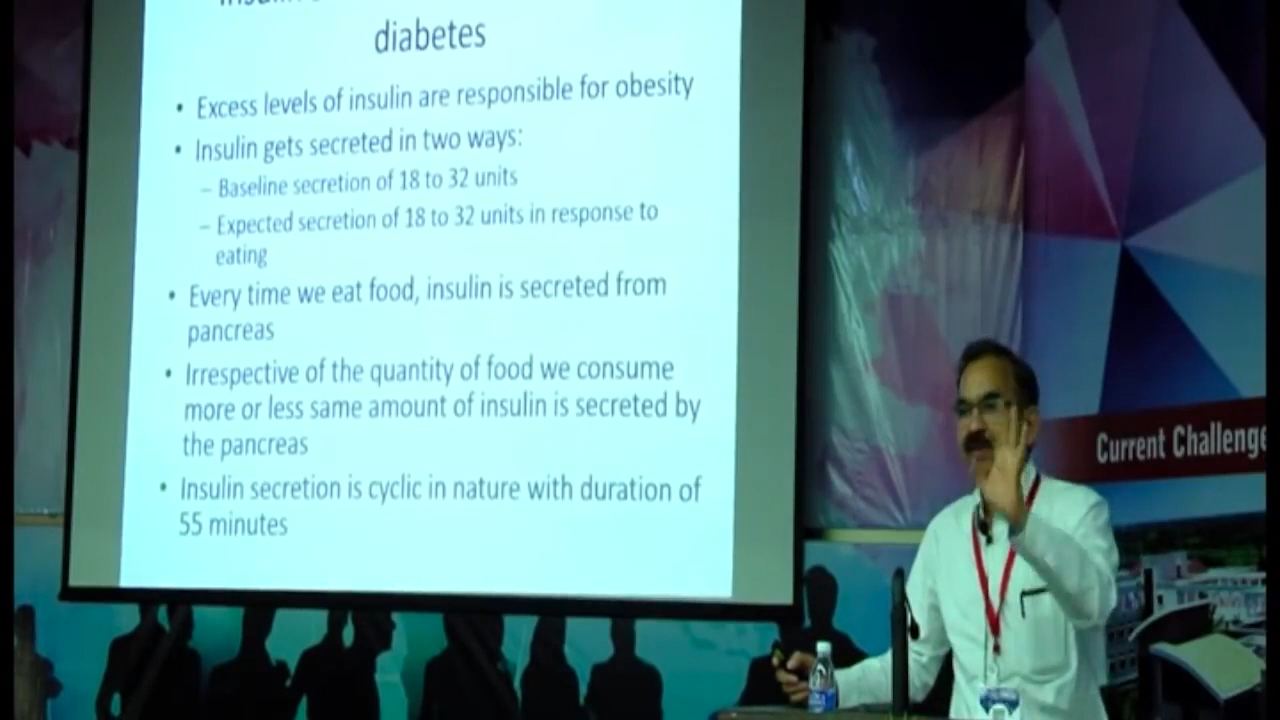 diabetes
• Excess levels of insulin are responsible for obesity
• Insulin gets secreted in two ways:
– Baseline secretion of 18 to 32 units
– Expected secretion of 18 to 32 units in response to
eating
• Every time we eat food, insulin is secreted from
pancreas
• Irrespective of the quantity of food we consume
more or less same amount of insulin is secreted by
the pancreas
• Insulin secretion is cyclic in nature with duration of
55 minutes
Current Challenge